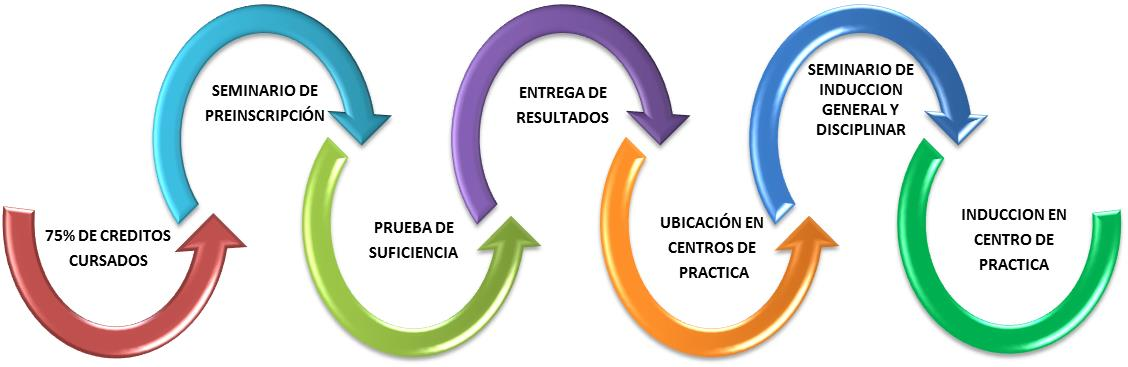 75% DE CREDITOS
CURSADOS
SEMINARIO DE
PREINSCRIPCIÓN
PRUEBA DE
SUFICIENCIA
ENTREGA DE
RESULTADOS
UBICACIÓN EN
CENTROS DE
PRACTICA
SEMINARIO DE
INDUCCION
GENERAL Y
DISCIPLINAR
INDUCCION EN
CENTRO DE
PRACTICA